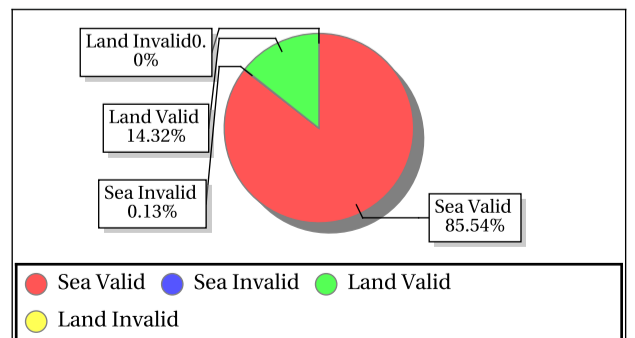 Land Invalid0.
0%
Land Valid
14.32%
Sea Invalid
0.13%
Sea Valid
85.54%
Sea Valid Sea Invalid Land Valid
Land Invalid